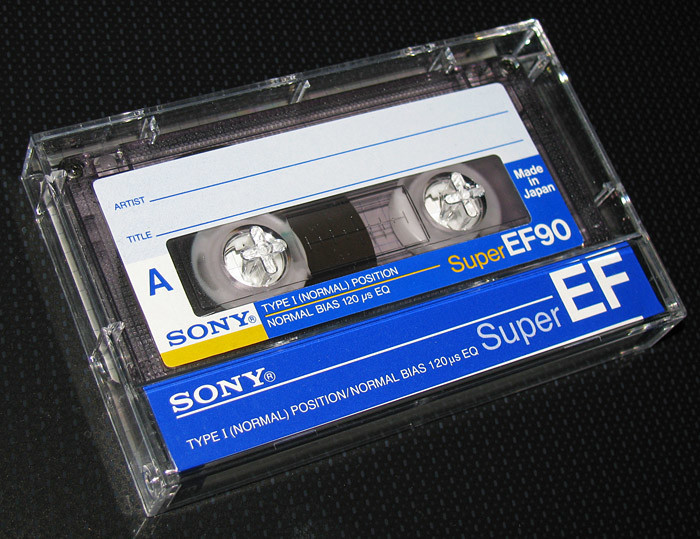 ARTIST
TITLE
Made
in
Japan
A
SONY®
TYPE I (NORMAL) POSITION
NORMAL BIAS 120 µs EQ
Super EF90
SONY®
Super EF
TYPE I (NORMAL) POSITION/NORMAL BIAS 120 µs EQ